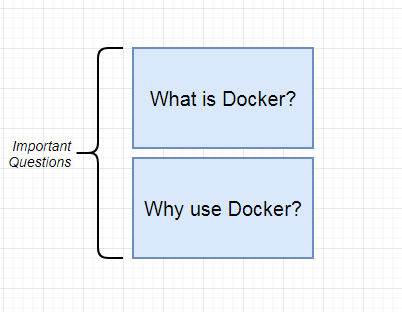 Important
Questions
What is Docker?
Why use Docker?